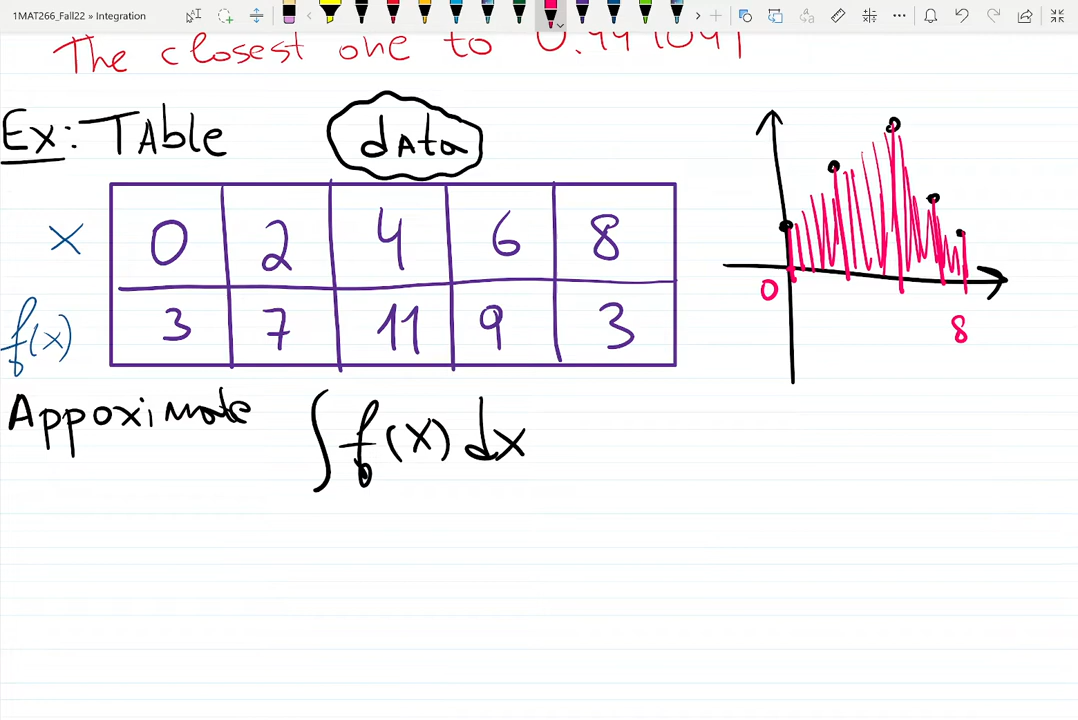 1MAT266_Fall22 » Integration
The closest one to
Ex: TAble
dAta
x 0 2 4 6 8
f(x) 3 7 11 9 3
0
8
Appoximate ∫ f(x) dx